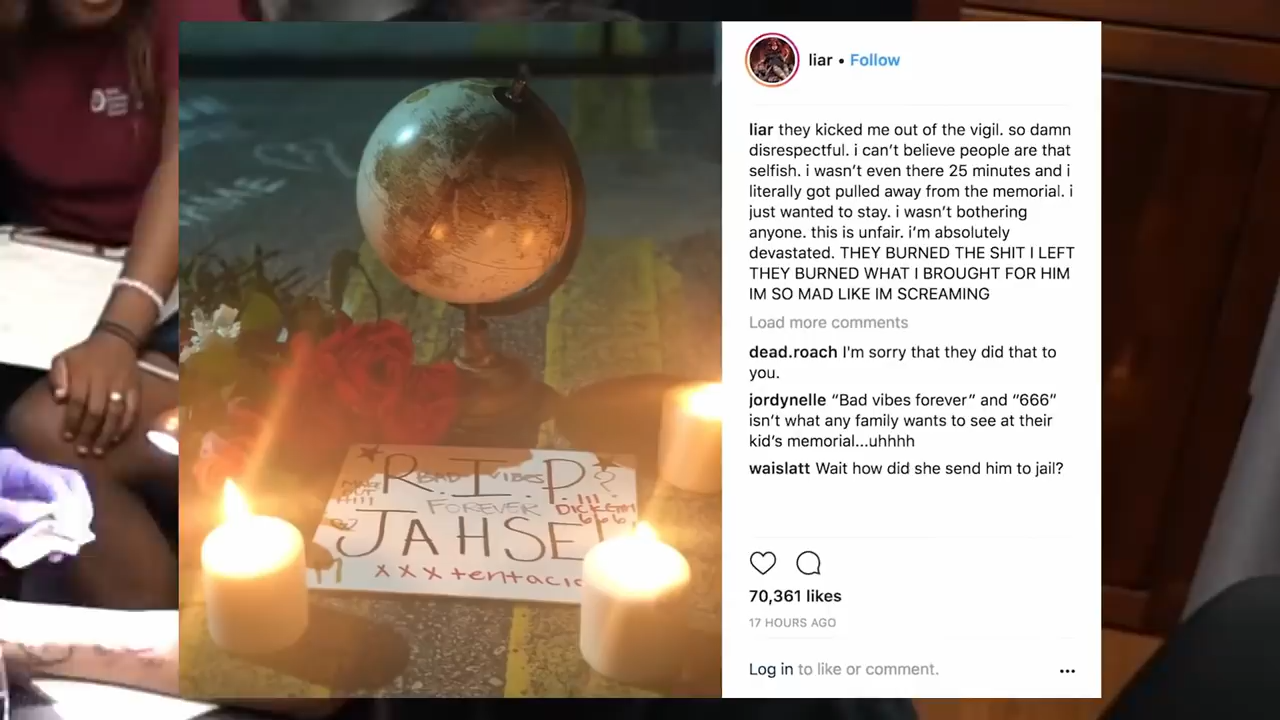 liar • Follow
liar they kicked me out of the vigil. so damn
disrespectful. i can’t believe people are that
selfish. i wasn’t even there 25 minutes and i
literally got pulled away from the memorial. i
just wanted to stay. i wasn’t bothering
anyone. this is unfair. i’m absolutely
devastated. THEY BURNED THE SHIT I LEFT
THEY BURNED WHAT I BROUGHT FOR HIM
IM SO MAD LIKE IM SCREAMING
Load more comments
dead.roach I'm sorry that they did that to
you.
jordynelle “Bad vibes forever” and “666”
isn’t what any family wants to see at their
kid’s memorial...uhhhh
waislatt Wait how did she send him to jail?
70,361 likes
17 HOURS AGO
Log in to like or comment.
R.I.P.
BAD VIBES
FOREVER
666
JAHSE
xxxtentacio